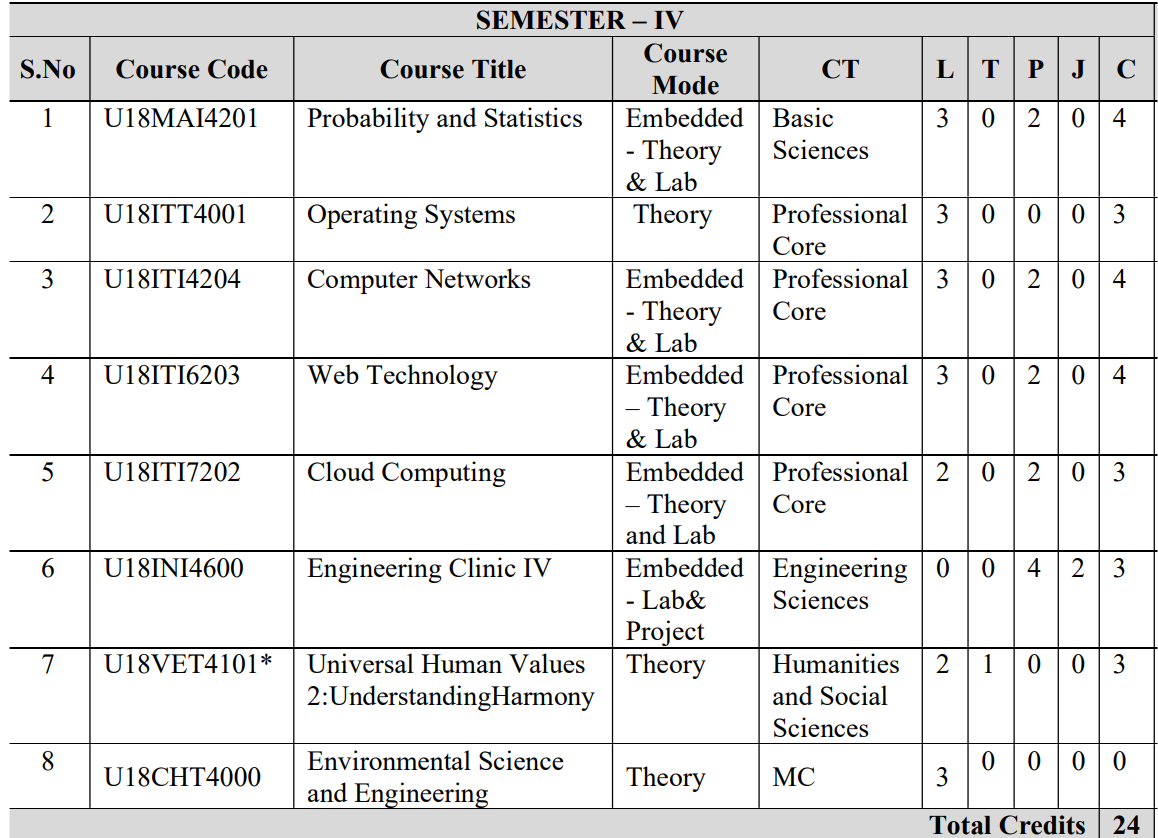 SEMESTER – IV
S.No Course Code Course Title Course Mode CT L T P J C
1 U18MAI4201 Probability and Statistics Embedded - Theory & Lab Basic Sciences 3 0 2 0 4
2 U18ITT4001 Operating Systems Theory Professional Core 3 0 0 0 3
3 U18ITI4204 Computer Networks Embedded - Theory & Lab Professional Core 3 0 2 0 4
4 U18ITI6203 Web Technology Embedded – Theory & Lab Professional Core 3 0 2 0 4
5 U18ITI7202 Cloud Computing Embedded – Theory and Lab Professional Core 2 0 2 0 3
6 U18INI4600 Engineering Clinic IV Embedded - Lab& Project Engineering Sciences 0 0 4 2 3
7 U18VET4101* Universal Human Values 2:UnderstandingHarmony Theory Humanities and Social Sciences 2 1 0 0 3
8 U18CHT4000 Environmental Science and Engineering Theory MC 3 0 0 0 0
Total Credits 24